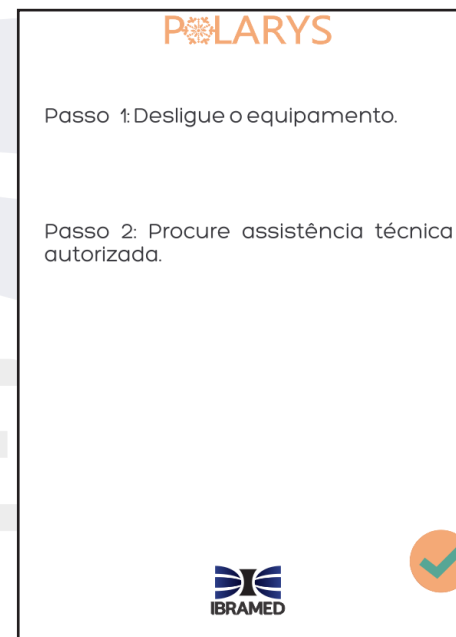 POLARYS
Passo 1: Desligue o equipamento.
Passo 2: Procure assistência técnica
autorizada.
IBRAMED